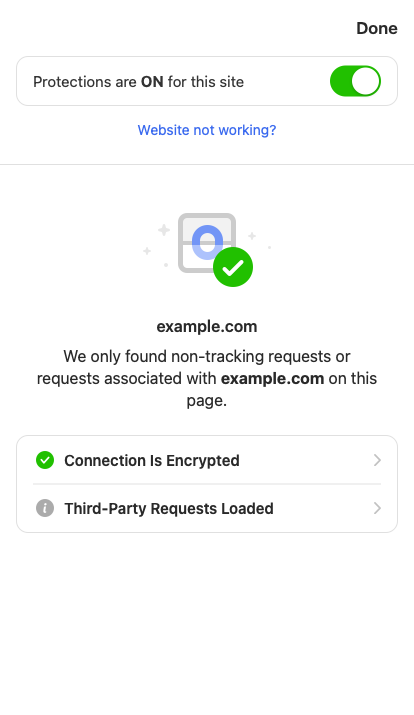 Done
Protections are ON for this site
Website not working?
example.com
We only found non-tracking requests or
requests associated with example.com on this
page.
Connection Is Encrypted
Third-Party Requests Loaded